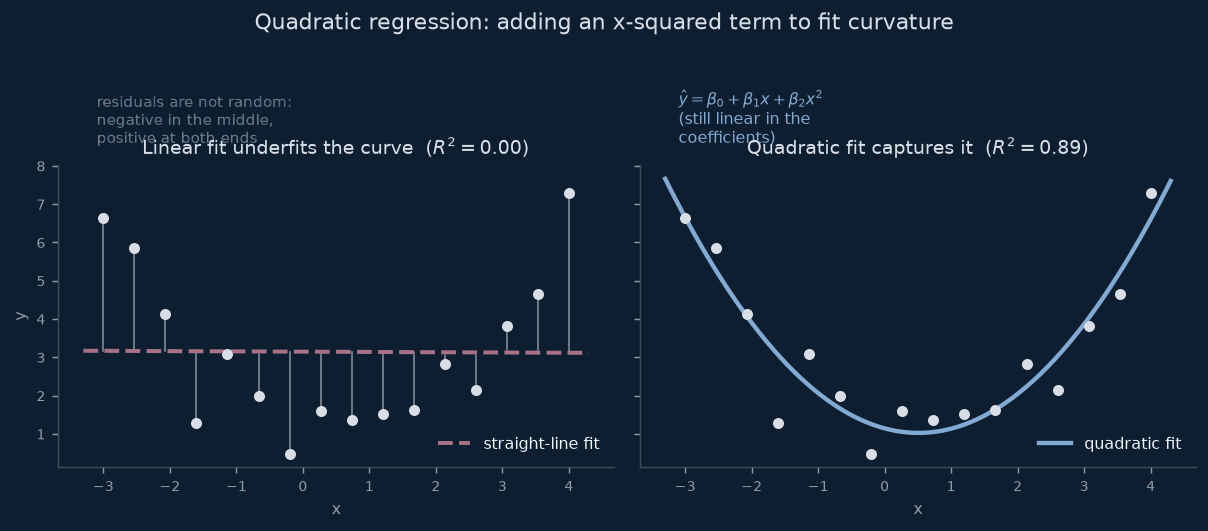 Quadratic regression: adding an x-squared term to fit curvature
residuals are not random:
negative in the middle,
positive at both ends
Linear fit underfits the curve (R² = 0.00)
8
7
6
5
4
3
2
1
y
−3 −2 −1 0 1 2 3 4
x
straight-line fit
ŷ = β₀ + β₁x + β₂x²
(still linear in the
coefficients)
Quadratic fit captures it (R² = 0.89)
−3 −2 −1 0 1 2 3 4
x
quadratic fit